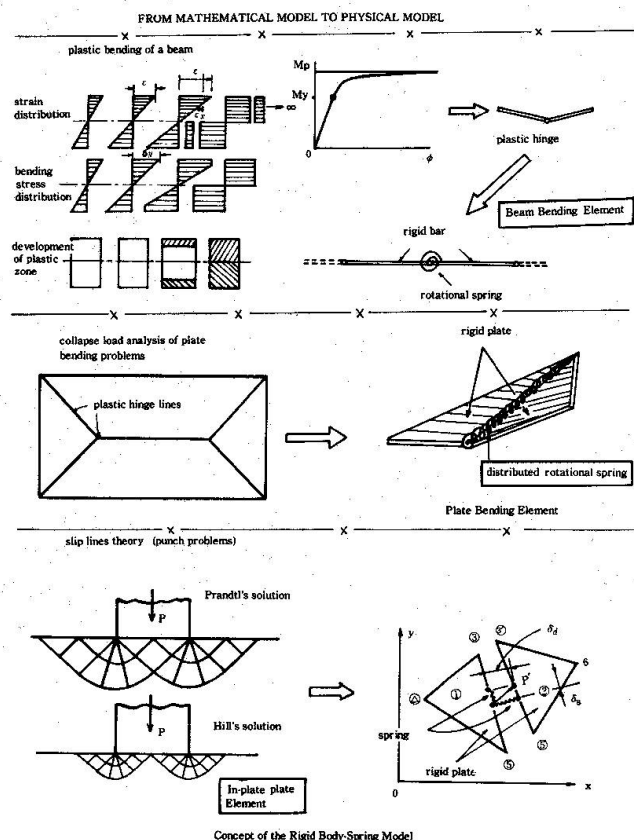 FROM MATHEMATICAL MODEL TO PHYSICAL MODEL
plastic bending of a beam
strain
distribution
ε
ε
∞
bending
stress
distribution
development
of plastic
zone
Mp
My
0
φ
plastic hinge
Beam Bending Element
rigid bar
rotational spring
collapse load analysis of plate
bending problems
plastic hinge lines
rigid plate
distributed rotational spring
Plate Bending Element
slip lines theory (punch problems)
Prandtl's solution
P
Hill's solution
P
In-plate plate
Element
y
③
③'
δd
6
P'
①
②
δs
spring
rigid plate
⑤
⑤
0
x
Concept of the Rigid Body-Spring Model